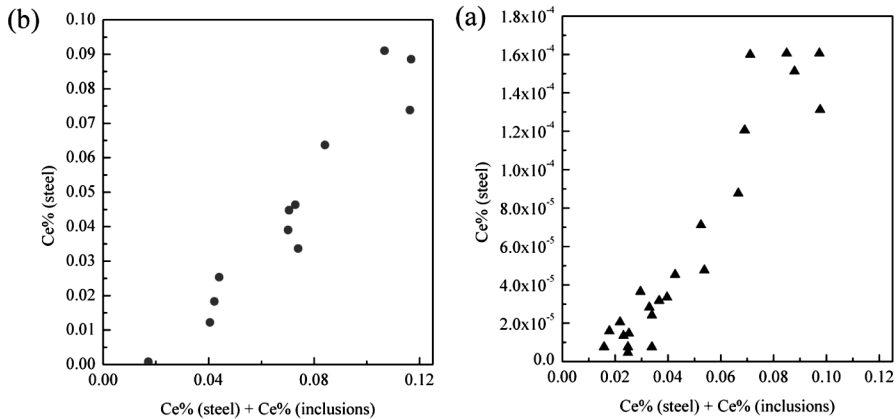 (b)
0.10
0.09
0.08
0.07
0.06
0.05
0.04
0.03
0.02
0.01
0.00
Ce% (steel)
0.00 0.04 0.08 0.12
Ce% (steel) + Ce% (inclusions)
(a)
1.8x10⁻⁴
1.6x10⁻⁴
1.4x10⁻⁴
1.2x10⁻⁴
1.0x10⁻⁴
8.0x10⁻⁵
6.0x10⁻⁵
4.0x10⁻⁵
2.0x10⁻⁵
0.0
Ce% (steel)
0.00 0.02 0.04 0.06 0.08 0.10 0.12
Ce% (steel) + Ce% (inclusions)